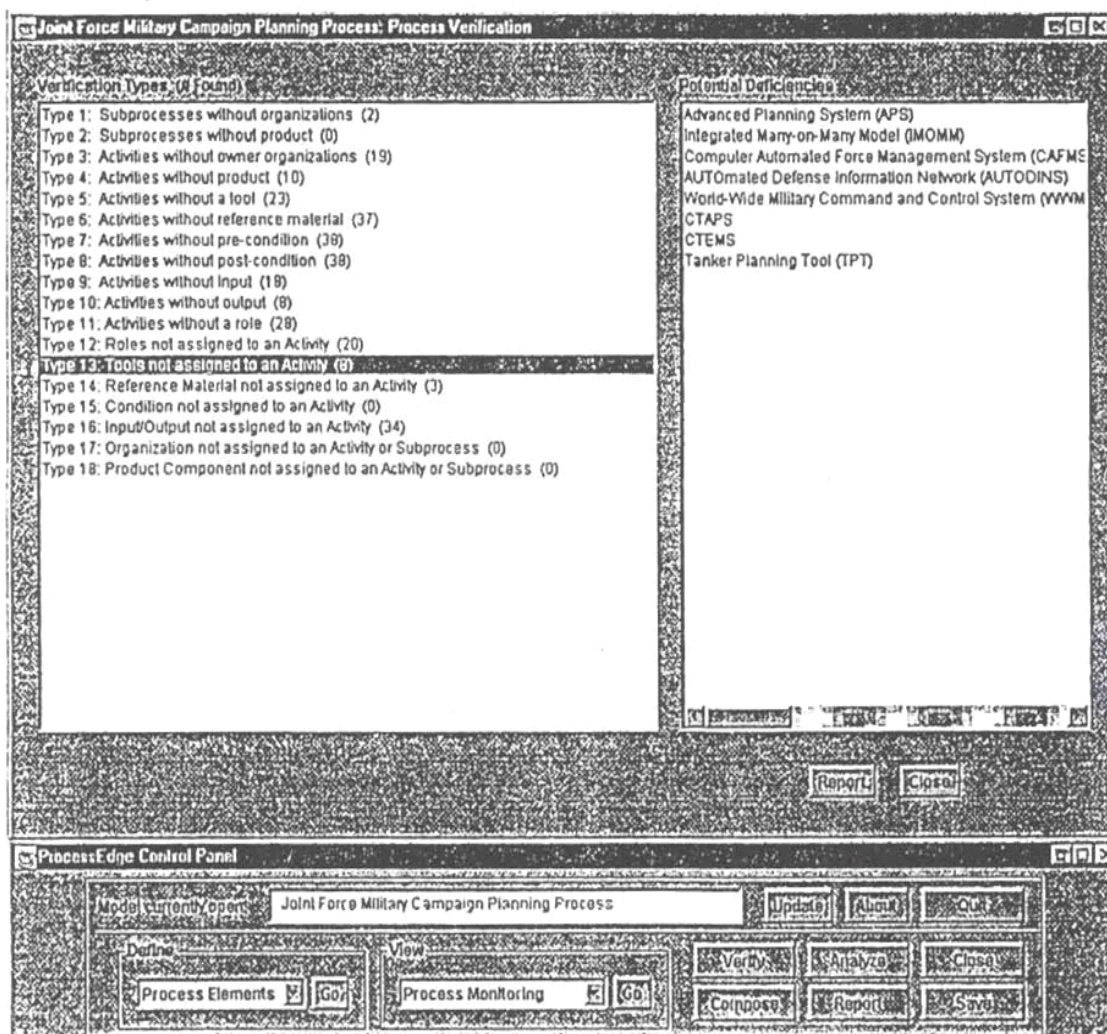 Joint Force Military Campaign Planning Process: Process Verification
Verification Types: (# Found)
Type 1: Subprocesses without organizations (2)
Type 2: Subprocesses without product (0)
Type 3: Activities without owner organizations (19)
Type 4: Activities without product (10)
Type 5: Activities without a tool (23)
Type 6: Activities without reference material (37)
Type 7: Activities without pre-condition (38)
Type 8: Activities without post-condition (38)
Type 9: Activities without input (18)
Type 10: Activities without output (8)
Type 11: Activities without a role (28)
Type 12: Roles not assigned to an Activity (20)
Type 13: Tools not assigned to an Activity (8)
Type 14: Reference Material not assigned to an Activity (3)
Type 15: Condition not assigned to an Activity (0)
Type 16: Input/Output not assigned to an Activity (34)
Type 17: Organization not assigned to an Activity or Subprocess (0)
Type 18: Product Component not assigned to an Activity or Subprocess (0)
Potential Deficiencies
Advanced Planning System (APS)
Integrated Many-on-Many Model (IMOMM)
Computer Automated Force Management System (CAFMS
AUTOmated Defense Information Network (AUTODINS)
World-Wide Military Command and Control System (WWM
CTAPS
CTEMS
Tanker Planning Tool (TPT)
Report Close
ProcessEdge Control Panel
Model currently open: Joint Force Military Campaign Planning Process Update About Quit
Define View
Process Elements Go Process Monitoring Go
Verify Analyze Close
Compose Report Save